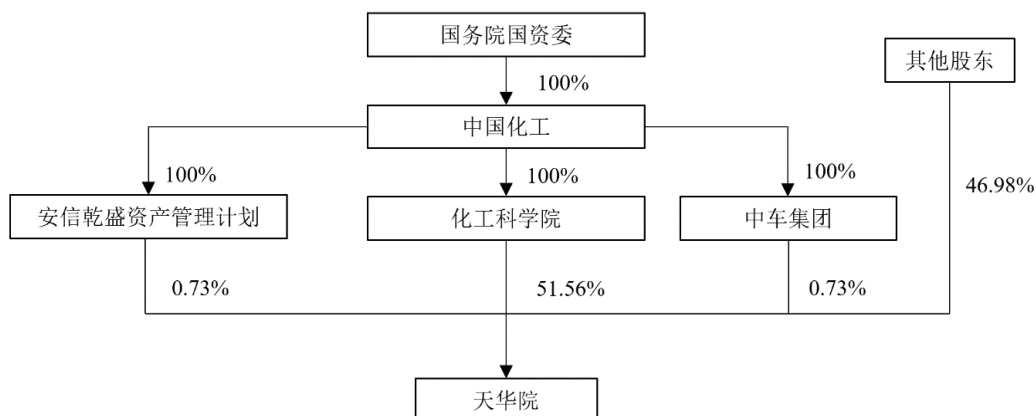 国务院国资委
其他股东
100%
中国化工
100%
100%
100%
46.98%
安信乾盛资产管理计划
化工科学院
中车集团
0.73%
51.56%
0.73%
天华院